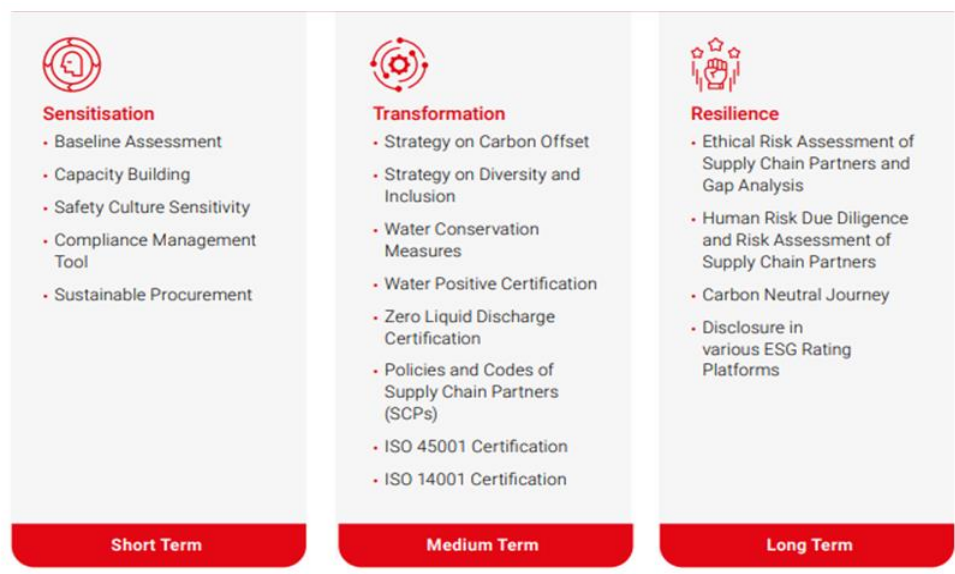 Sensitisation
• Baseline Assessment
• Capacity Building
• Safety Culture Sensitivity
• Compliance Management
Tool
• Sustainable Procurement
Short Term
Transformation
• Strategy on Carbon Offset
• Strategy on Diversity and
Inclusion
• Water Conservation
Measures
• Water Positive Certification
• Zero Liquid Discharge
Certification
• Policies and Codes of
Supply Chain Partners
(SCPs)
• ISO 45001 Certification
• ISO 14001 Certification
Medium Term
Resilience
• Ethical Risk Assessment of
Supply Chain Partners and
Gap Analysis
• Human Risk Due Diligence
and Risk Assessment of
Supply Chain Partners
• Carbon Neutral Journey
• Disclosure in
various ESG Rating
Platforms
Long Term